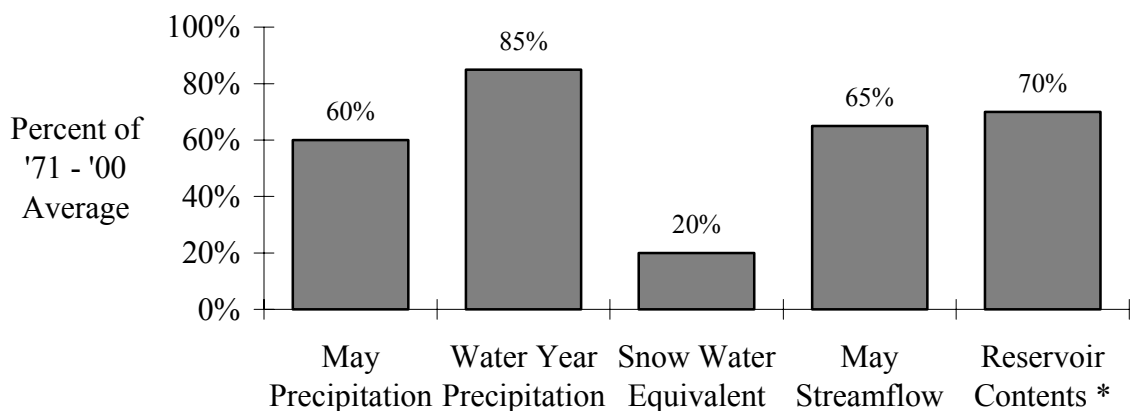 Percent of
'71 - '00
Average
100%
80%
60%
40%
20%
0%
60%
85%
20%
65%
70%
May
Precipitation
Water Year
Precipitation
Snow Water
Equivalent
May
Streamflow
Reservoir
Contents *